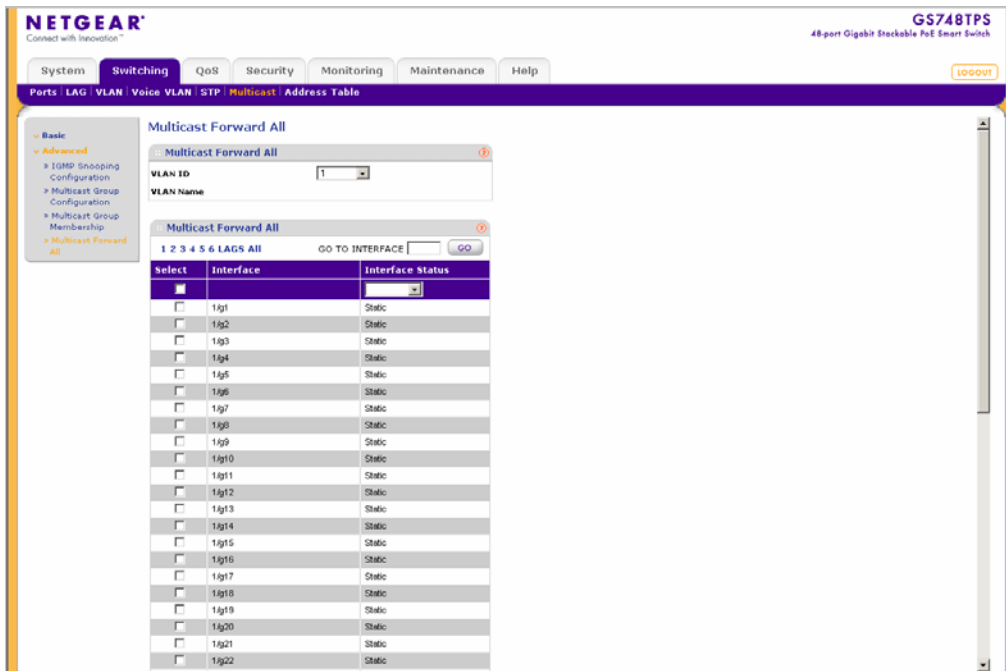 NETGEAR®
Connect with Innovation™
GS748TPS
48-port Gigabit Stackable PoE Smart Switch
System Switching QoS Security Monitoring Maintenance Help
LOGOUT
Ports LAG VLAN Voice VLAN STP Multicast Address Table
Basic
Advanced
» IGMP Snooping
Configuration
» Multicast Group
Configuration
» Multicast Group
Membership
» Multicast Forward
All
Multicast Forward All
Multicast Forward All ?
VLAN ID 1
VLAN Name
Multicast Forward All ?
1 2 3 4 5 6 LAGS All GO TO INTERFACE GO
Select Interface Interface Status
1/g1 Static
1/g2 Static
1/g3 Static
1/g4 Static
1/g5 Static
1/g6 Static
1/g7 Static
1/g8 Static
1/g9 Static
1/g10 Static
1/g11 Static
1/g12 Static
1/g13 Static
1/g14 Static
1/g15 Static
1/g16 Static
1/g17 Static
1/g18 Static
1/g19 Static
1/g20 Static
1/g21 Static
1/g22 Static